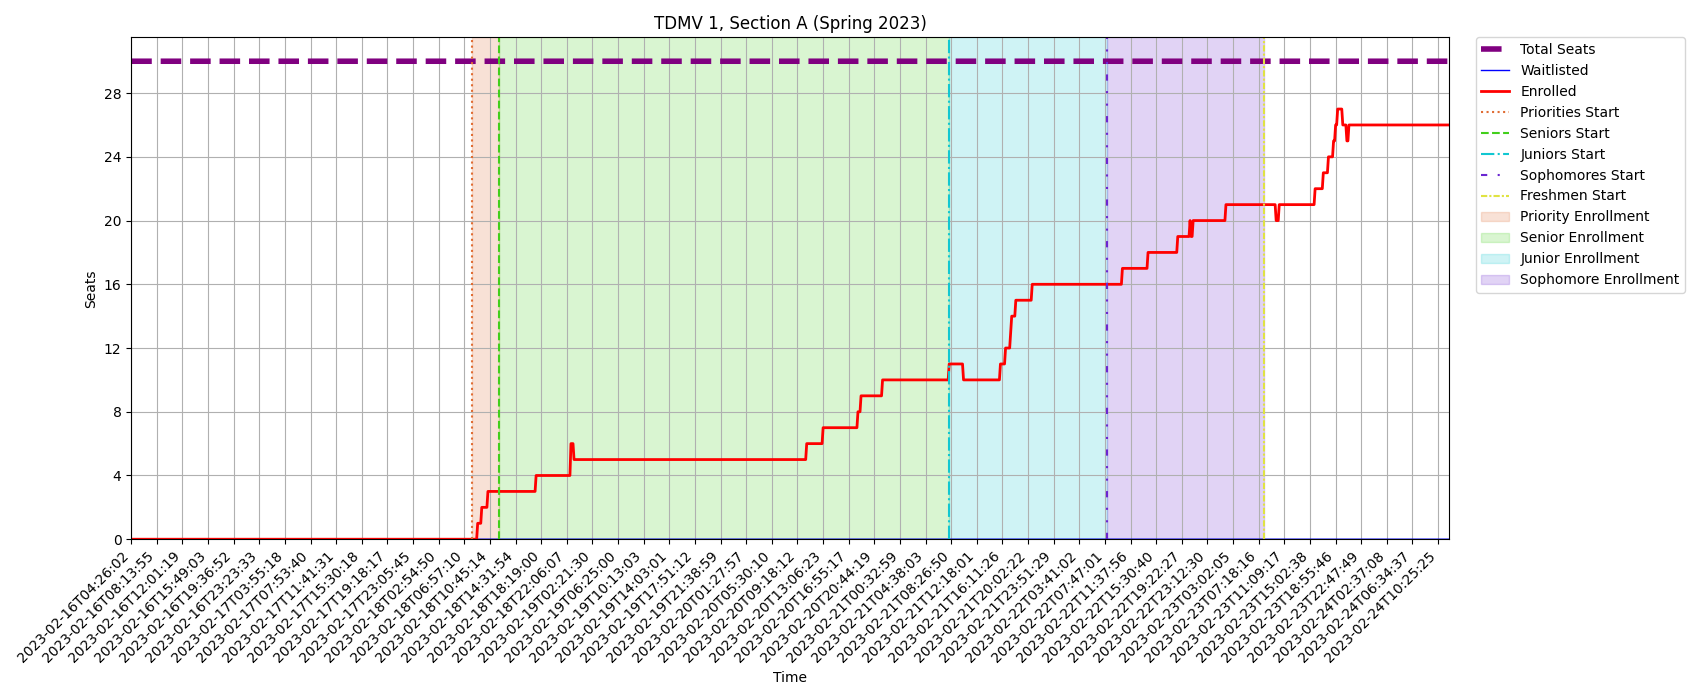 TDMV 1, Section A (Spring 2023)
Total Seats
Waitlisted
Enrolled
Priorities Start
Seniors Start
Juniors Start
Sophomores Start
Freshmen Start
Priority Enrollment
Senior Enrollment
Junior Enrollment
Sophomore Enrollment
Seats
28
24
20
16
12
8
4
0
2023-02-16T04:26:02
2023-02-16T08:13:55
2023-02-16T12:01:19
2023-02-16T15:49:03
2023-02-16T19:36:52
2023-02-16T23:23:33
2023-02-17T03:55:18
2023-02-17T07:53:40
2023-02-17T11:41:31
2023-02-17T15:30:18
2023-02-17T19:18:17
2023-02-17T23:05:45
2023-02-18T02:54:50
2023-02-18T06:57:10
2023-02-18T10:45:14
2023-02-18T14:31:54
2023-02-18T18:19:00
2023-02-18T22:06:07
2023-02-19T02:21:30
2023-02-19T06:25:00
2023-02-19T10:13:03
2023-02-19T14:03:01
2023-02-19T17:51:12
2023-02-19T21:38:59
2023-02-20T01:27:57
2023-02-20T05:30:10
2023-02-20T09:18:12
2023-02-20T13:06:23
2023-02-20T16:55:17
2023-02-20T20:44:19
2023-02-21T00:32:59
2023-02-21T04:38:03
2023-02-21T08:26:50
2023-02-21T12:18:01
2023-02-21T16:11:26
2023-02-21T20:02:22
2023-02-21T23:51:29
2023-02-22T03:41:02
2023-02-22T07:47:01
2023-02-22T11:37:56
2023-02-22T15:30:40
2023-02-22T19:22:27
2023-02-22T23:12:30
2023-02-23T03:02:05
2023-02-23T07:18:16
2023-02-23T11:09:17
2023-02-23T15:02:38
2023-02-23T18:55:46
2023-02-23T22:47:49
2023-02-24T02:37:08
2023-02-24T06:34:37
2023-02-24T10:25:25
Time